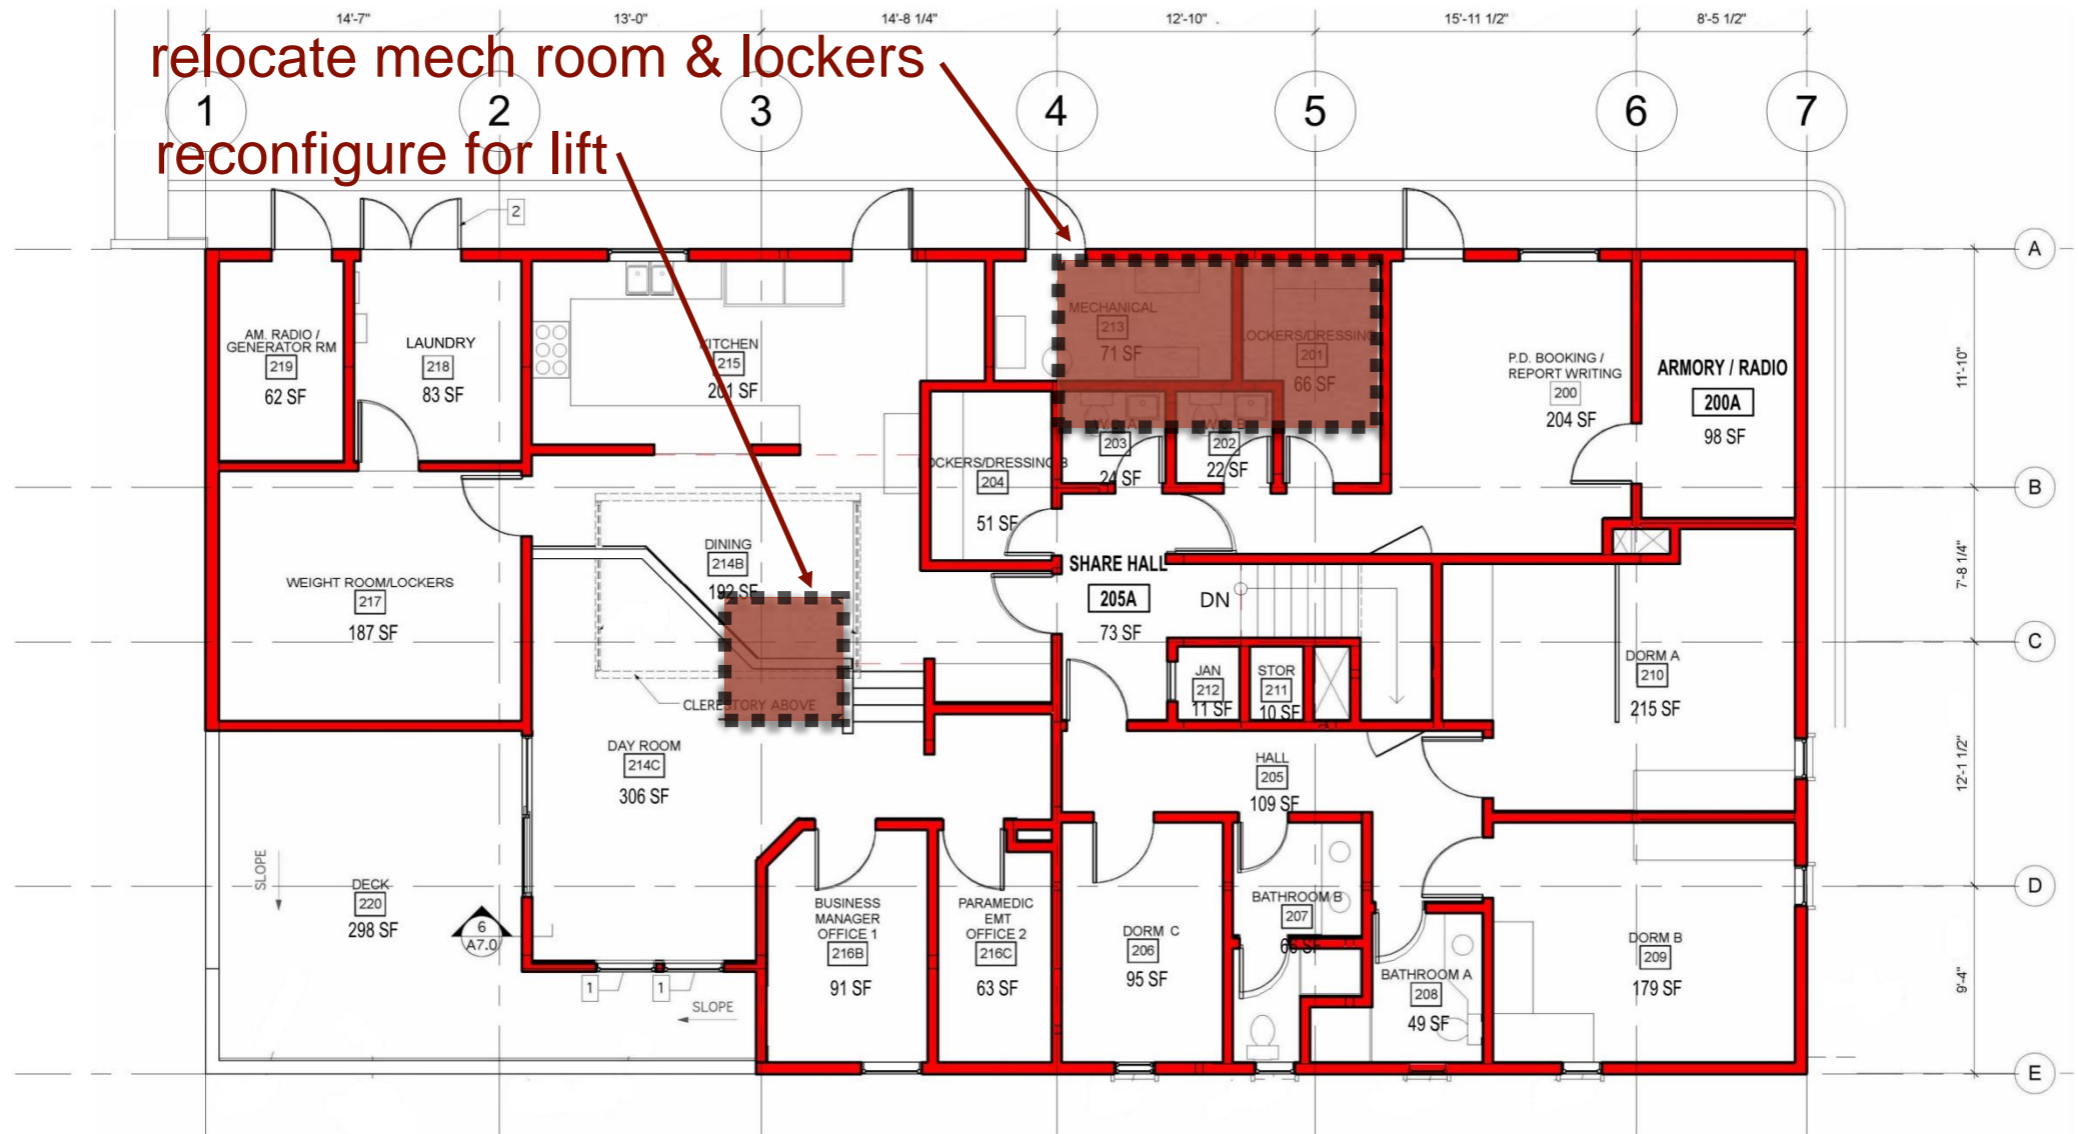 14'-7"
13'-0"
14'-8 1/4"
12'-10"
15'-11 1/2"
8'-5 1/2"
relocate mech room & lockers
1
2
3
4
5
6
7
reconfigure for lift
2
A
AM. RADIO /
GENERATOR RM
219
62 SF
LAUNDRY
218
83 SF
KITCHEN
215
201 SF
MECHANICAL
213
71 SF
LOCKERS/DRESSING
201
66 SF
P.D. BOOKING /
REPORT WRITING
200
204 SF
ARMORY / RADIO
200A
98 SF
11'-10"
203
24 SF
202
22 SF
LOCKERS/DRESSING B
204
51 SF
B
DINING
214B
192 SF
WEIGHT ROOM/LOCKERS
217
187 SF
SHARE HALL
205A
73 SF
DN
7'-8 1/4"
C
JAN
212
11 SF
STOR
211
10 SF
DORM A
210
215 SF
CLERESTORY ABOVE
DAY ROOM
214C
306 SF
HALL
205
109 SF
12'-1 1/2"
SLOPE
DECK
220
298 SF
6
A7.0
D
BUSINESS
MANAGER
OFFICE 1
216B
91 SF
PARAMEDIC
EMT
OFFICE 2
216C
63 SF
DORM C
206
95 SF
BATHROOM B
207
66 SF
BATHROOM A
208
49 SF
DORM B
209
179 SF
9'-4"
1
1
SLOPE
E